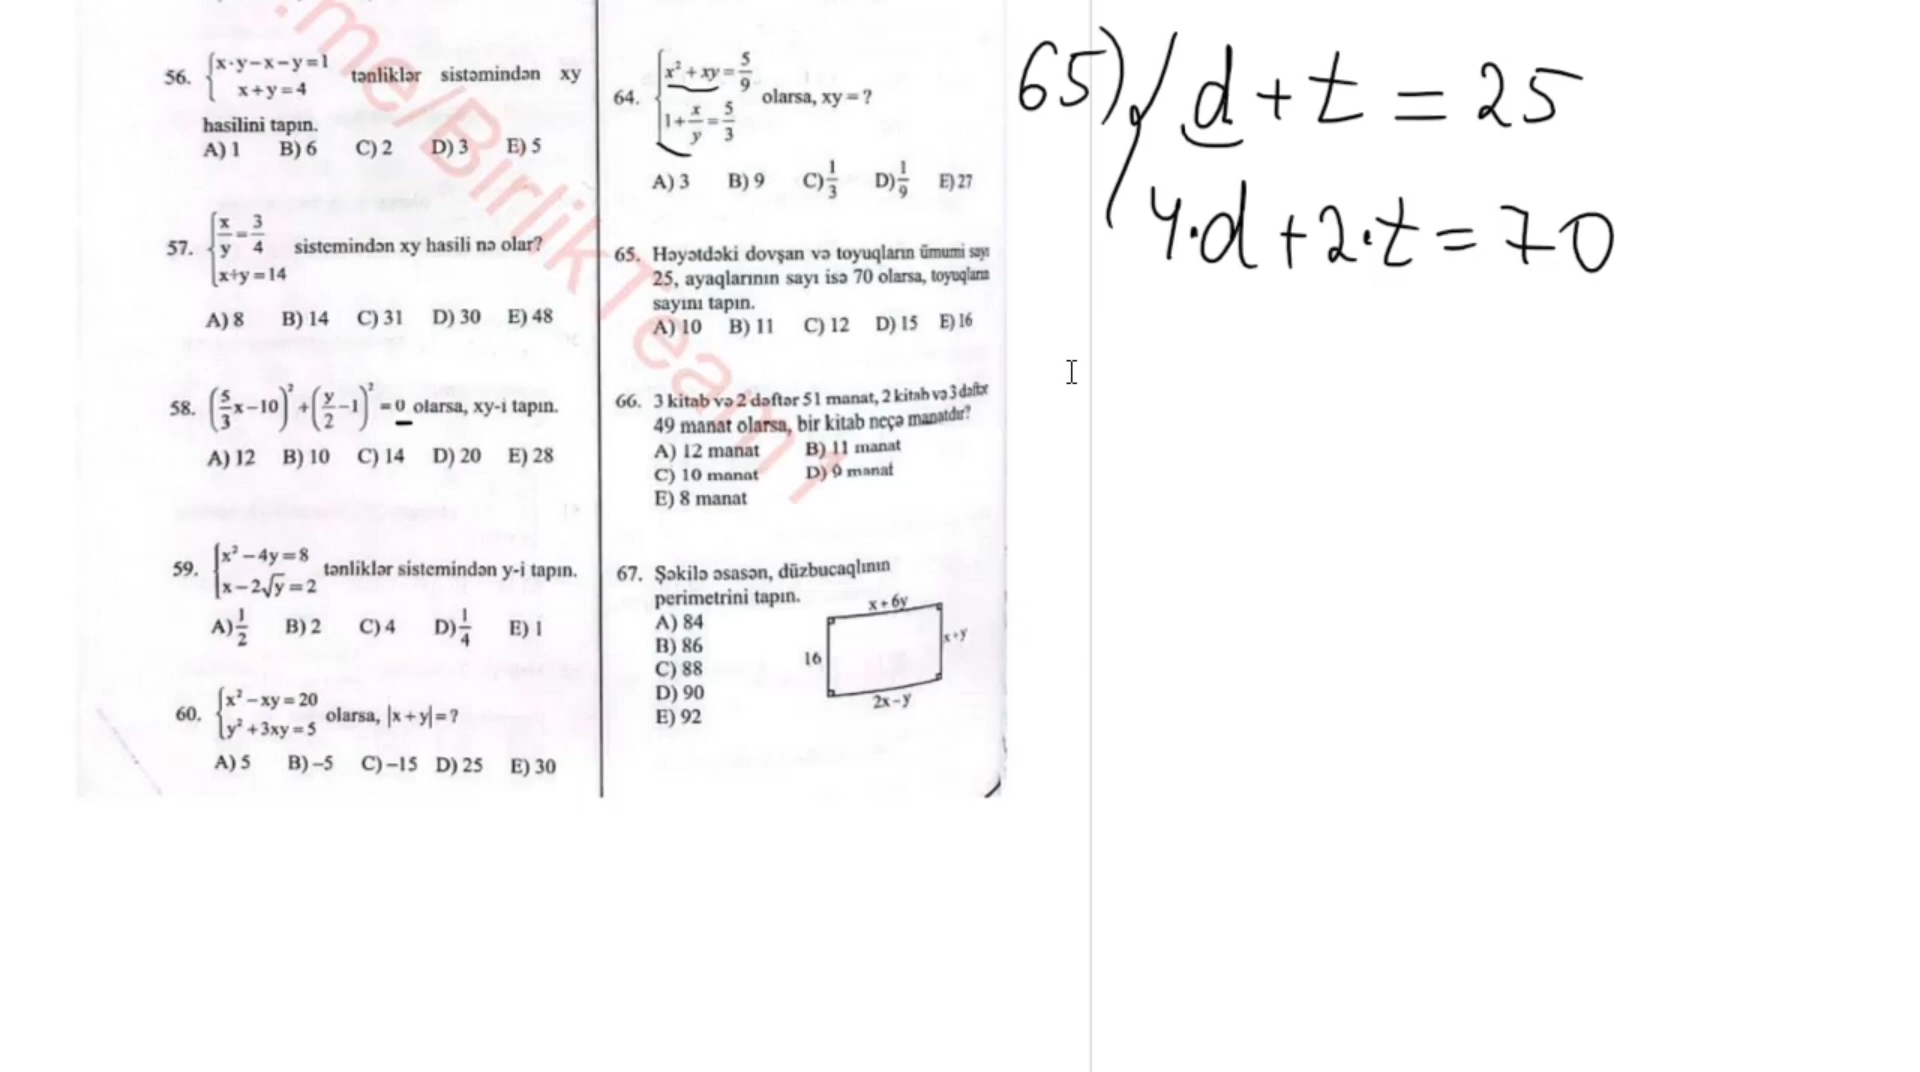 .me/BirlikTeam1
56. { x·y−x−y=1
x+y=4 tənliklər sistemindən xy
hasilini tapın.
A) 1 B) 6 C) 2 D) 3 E) 5
57. { x/y = 3/4
x+y=14 sistemindən xy hasili nə olar?
A) 8 B) 14 C) 31 D) 30 E) 48
58. (5/3 x−10)² + (y/2 −1)² =0 olarsa, xy-i tapın.
A) 12 B) 10 C) 14 D) 20 E) 28
59. { x²−4y=8
x−2√y=2 tənliklər sistemindən y-i tapın.
A) 1/2 B) 2 C) 4 D) 1/4 E) 1
60. { x²−xy=20
y²+3xy=5 olarsa, |x+y|=?
A) 5 B) −5 C) −15 D) 25 E) 30
64. { x²+xy = 5/9
1+ x/y = 5/3 olarsa, xy=?
A) 3 B) 9 C) 1/3 D) 1/9 E) 27
65. Həyətdəki dovşan və toyuqların ümumi sayı
25, ayaqlarının sayı isə 70 olarsa, toyuqların
sayını tapın.
A) 10 B) 11 C) 12 D) 15 E) 16
66. 3 kitab və 2 dəftər 51 manat, 2 kitab və 3 dəftər
49 manat olarsa, bir kitab neçə manatdır?
A) 12 manat B) 11 manat
C) 10 manat D) 9 manat
E) 8 manat
67. Şəkilə əsasən, düzbucaqlının
perimetrini tapın.
A) 84
B) 86
C) 88
D) 90
E) 92
x+6y
x+y
16
2x−y
65) d+t=25
4·d+2·t=70